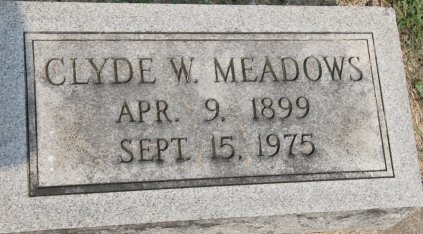 CLYDE W. MEADOWS
APR. 9, 1899
SEPT. 15, 1975